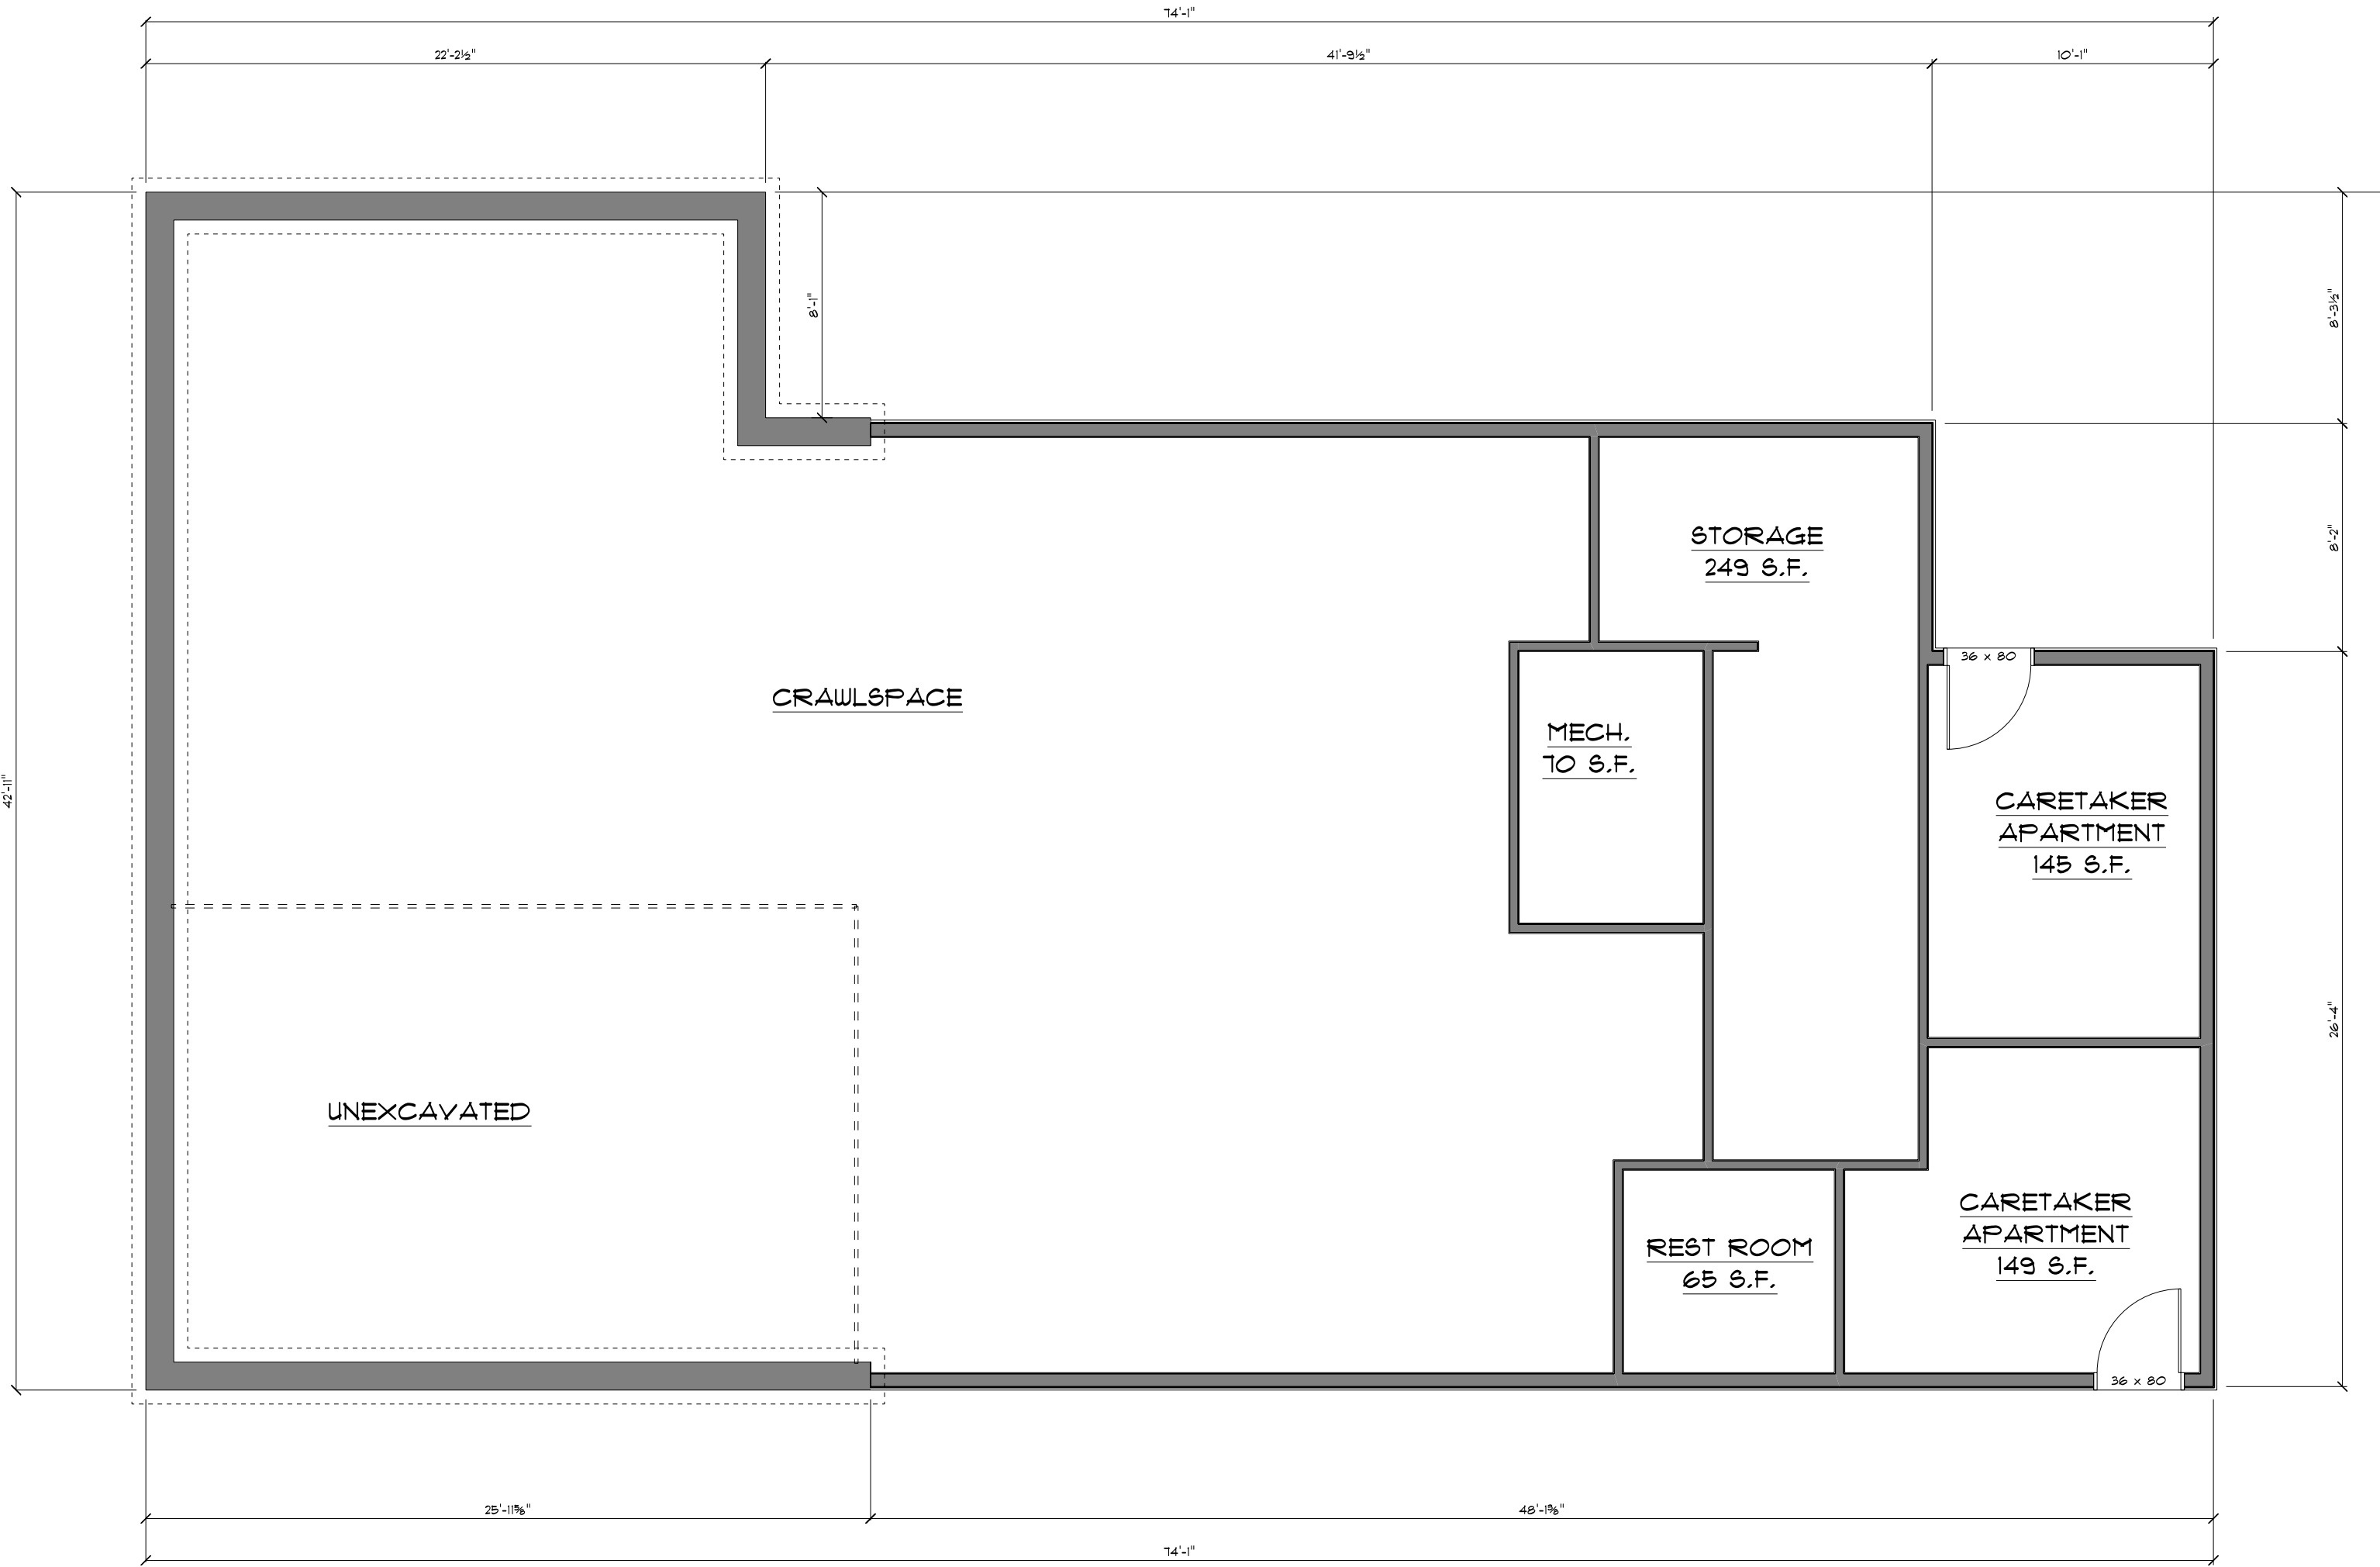 74'-1"
22'-2½"
41'-9½"
10'-1"
8'-1"
8'-3½"
STORAGE
249 S.F.
8'-2"
36 x 80
CRAWLSPACE
MECH.
70 S.F.
42'-11"
CARETAKER
APARTMENT
145 S.F.
26'-4"
UNEXCAVATED
CARETAKER
APARTMENT
149 S.F.
REST ROOM
65 S.F.
36 x 80
25'-11⅝"
48'-1⅜"
74'-1"